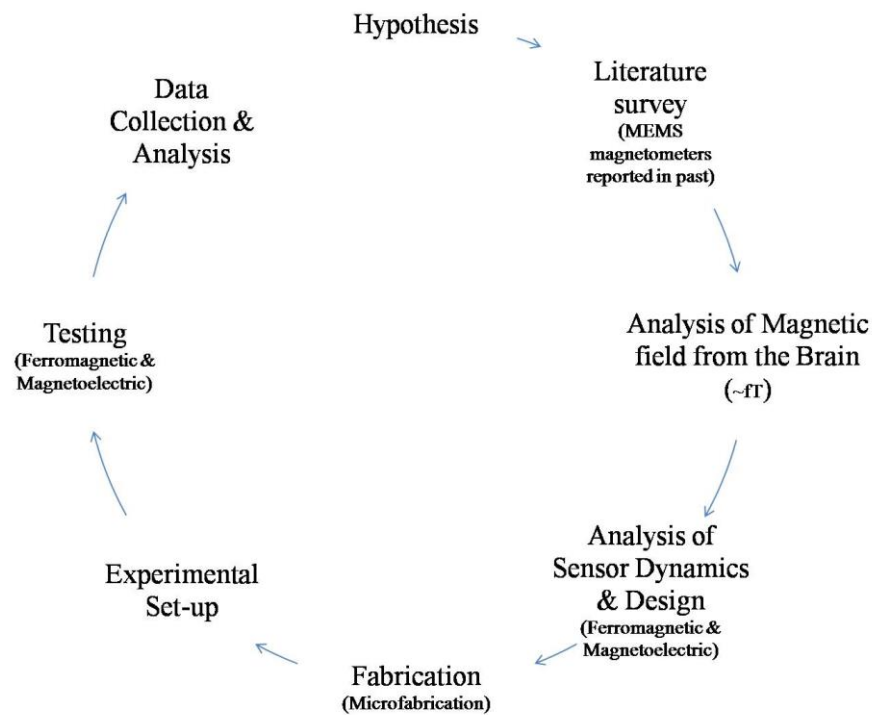 Hypothesis
Literature
survey
(MEMS
magnetometers
reported in past)
Analysis of Magnetic
field from the Brain
(~fT)
Analysis of
Sensor Dynamics
& Design
(Ferromagnetic &
Magnetoelectric)
Fabrication
(Microfabrication)
Experimental
Set-up
Testing
(Ferromagnetic &
Magnetoelectric)
Data
Collection &
Analysis